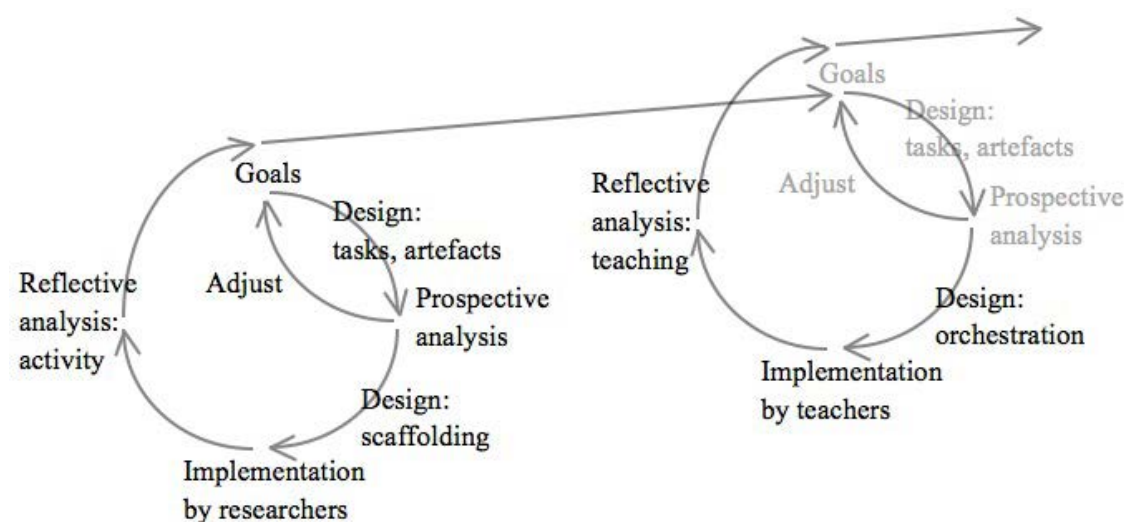 Goals
Design:
tasks, artefacts
Adjust
Prospective
analysis
Reflective
analysis:
activity
Design:
scaffolding
Implementation
by researchers
Goals
Design:
tasks, artefacts
Adjust
Prospective
analysis
Reflective
analysis:
teaching
Design:
orchestration
Implementation
by teachers